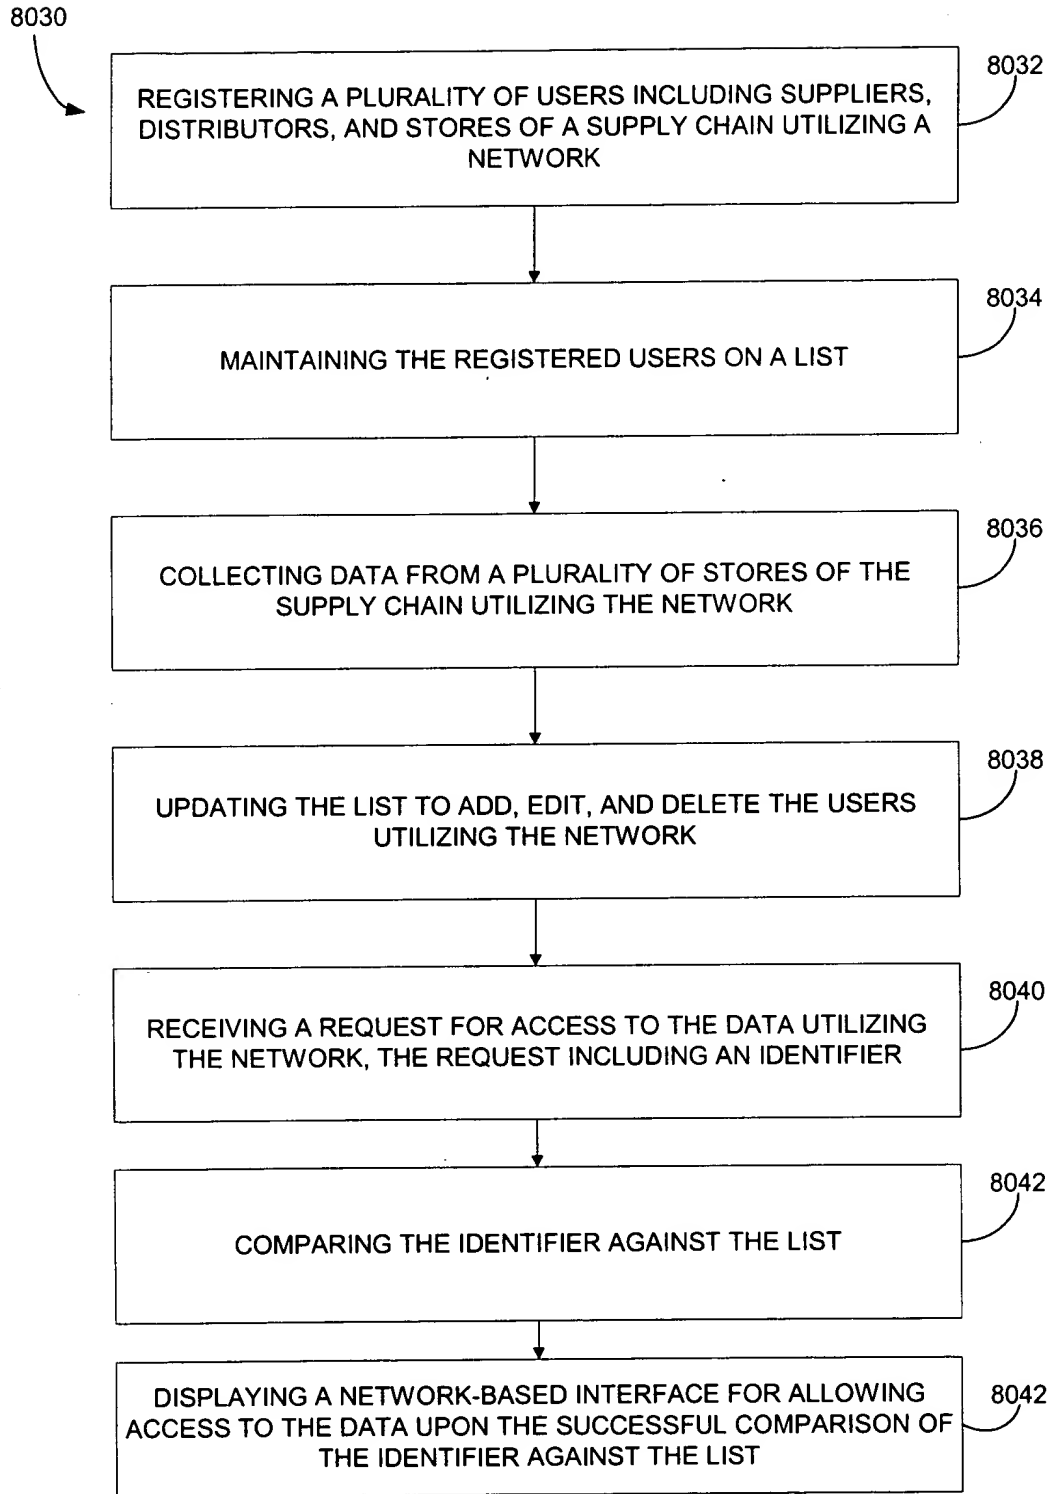 8030
8032
REGISTERING A PLURALITY OF USERS INCLUDING SUPPLIERS,
DISTRIBUTORS, AND STORES OF A SUPPLY CHAIN UTILIZING A
NETWORK
8034
MAINTAINING THE REGISTERED USERS ON A LIST
8036
COLLECTING DATA FROM A PLURALITY OF STORES OF THE
SUPPLY CHAIN UTILIZING THE NETWORK
8038
UPDATING THE LIST TO ADD, EDIT, AND DELETE THE USERS
UTILIZING THE NETWORK
8040
RECEIVING A REQUEST FOR ACCESS TO THE DATA UTILIZING
THE NETWORK, THE REQUEST INCLUDING AN IDENTIFIER
8042
COMPARING THE IDENTIFIER AGAINST THE LIST
8042
DISPLAYING A NETWORK-BASED INTERFACE FOR ALLOWING
ACCESS TO THE DATA UPON THE SUCCESSFUL COMPARISON OF
THE IDENTIFIER AGAINST THE LIST